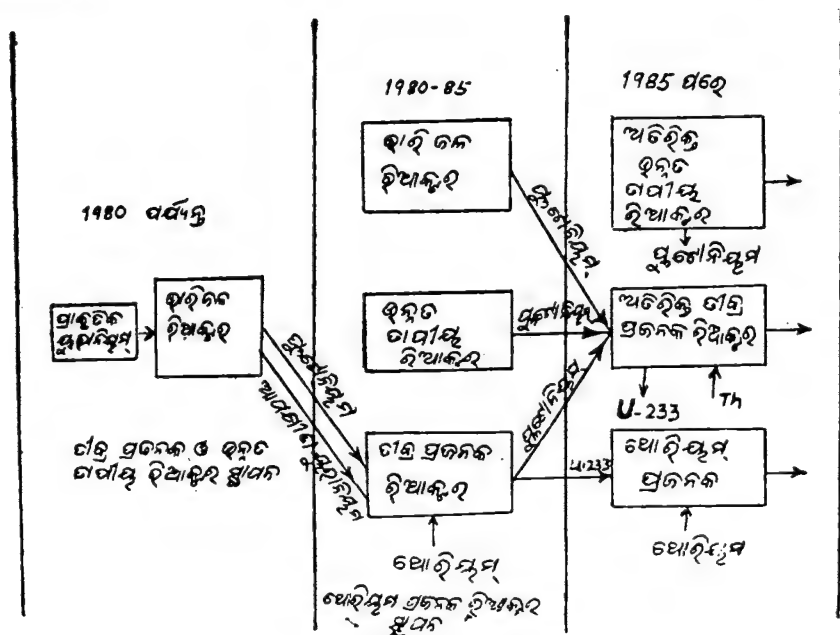 1980 ପର୍ଯ୍ୟନ୍ତ
ପ୍ରାକୃତିକ
ୟୁରାନିୟମ୍
ଭାରିଜଳ
ରିଆକ୍ଟର
ପ୍ଲୁଟୋନିୟମ
ଅପକ୍ଷୀଣ ୟୁରାନିୟମ
ତୀବ୍ର ପ୍ରଜନକ ଓ ଉନ୍ନତ
ତାପୀୟ ରିଆକ୍ଟର ସ୍ଥାପନ
1980-85
ଭାରି ଜଳ
ରିଆକ୍ଟର
ପ୍ଲୁଟୋନିୟମ୍
ଉନ୍ନତ
ତାପୀୟ
ରିଆକ୍ଟର
ପ୍ଲୁଟୋନିୟମ
ତୀବ୍ର ପ୍ରଜନକ
ରିଆକ୍ଟର
ପ୍ଲୁଟୋନିୟମ
U-233
ଥୋରିୟମ୍
ଥୋରିୟମ ପ୍ରଜନକ ରିଆକ୍ଟର
ସ୍ଥାପନ
1985 ପରେ
ଅତିରିକ୍ତ
ଉନ୍ନତ
ତାପୀୟ
ରିଆକ୍ଟର
ପ୍ଲୁଟୋନିୟମ
ଅତିରିକ୍ତ ତୀବ୍ର
ପ୍ରଜନକ ରିଆକ୍ଟର
U-233
Th
ଥୋରିୟମ୍
ପ୍ରଜନକ
ଥୋରିୟମ